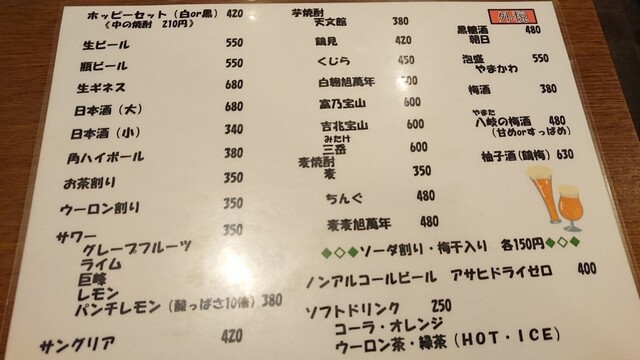 ホッピーセット(白or黒) 420
《中の焼酎 210円》
生ビール 550
瓶ビール 550
生ギネス 680
日本酒(大) 680
日本酒(小) 340
角ハイボール 380
お茶割り 350
ウーロン割り 350
サワー 350
グレープフルーツ
ライム
巨峰
レモン
パンチレモン(酸っぱさ10倍) 380
サングリア 420
芋焼酎
天文館 380
鶴見 420
くじら 450
白麹旭萬年
富乃宝山 600
吉兆宝山 600
みたけ
三岳 600
麦焼酎
麦 350
ちんぐ 480
麦麦旭萬年 480
黒糖酒 480
朝日
泡盛 550
やまかわ
梅酒 380
やまた
八岐の梅酒 480
(甘めorすっぱめ)
柚子酒(鶴梅) 630
◆◇◆ソーダ割り・梅干入り 各150円◆◇◆
ノンアルコールビール アサヒドライゼロ 400
ソフトドリンク 250
コーラ・オレンジ
ウーロン茶・緑茶(HOT・ICE)